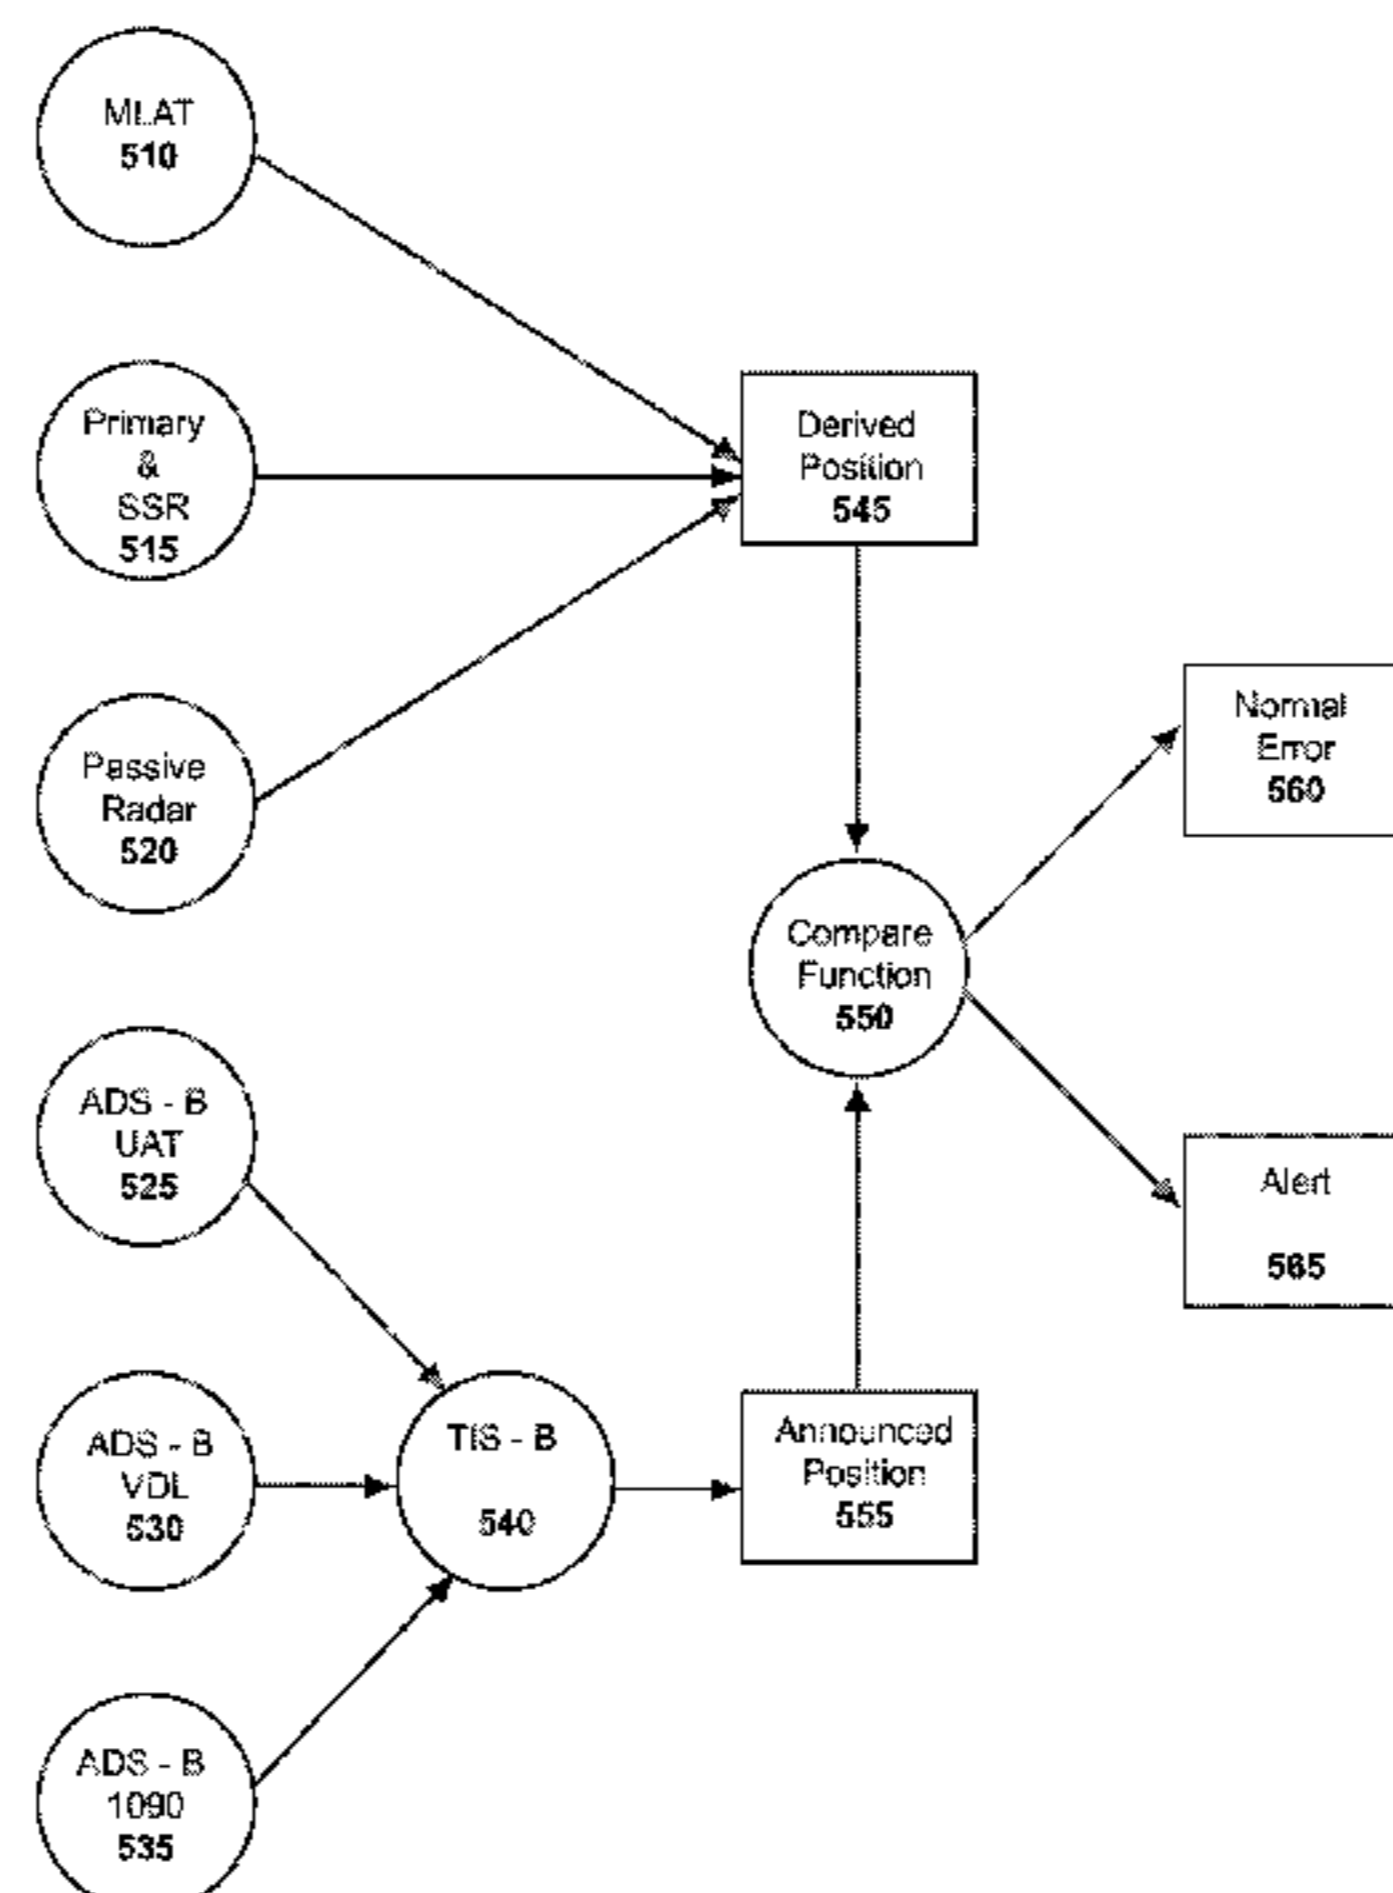 MLAT
510
Primary
&
SSR
515
Passive
Radar
520
ADS - B
UAT
525
ADS - B
VDL
530
ADS - B
1090
535
TIS - B
540
Derived
Position
545
Compare
Function
550
Announced
Position
555
Normal
Error
560
Alert
565